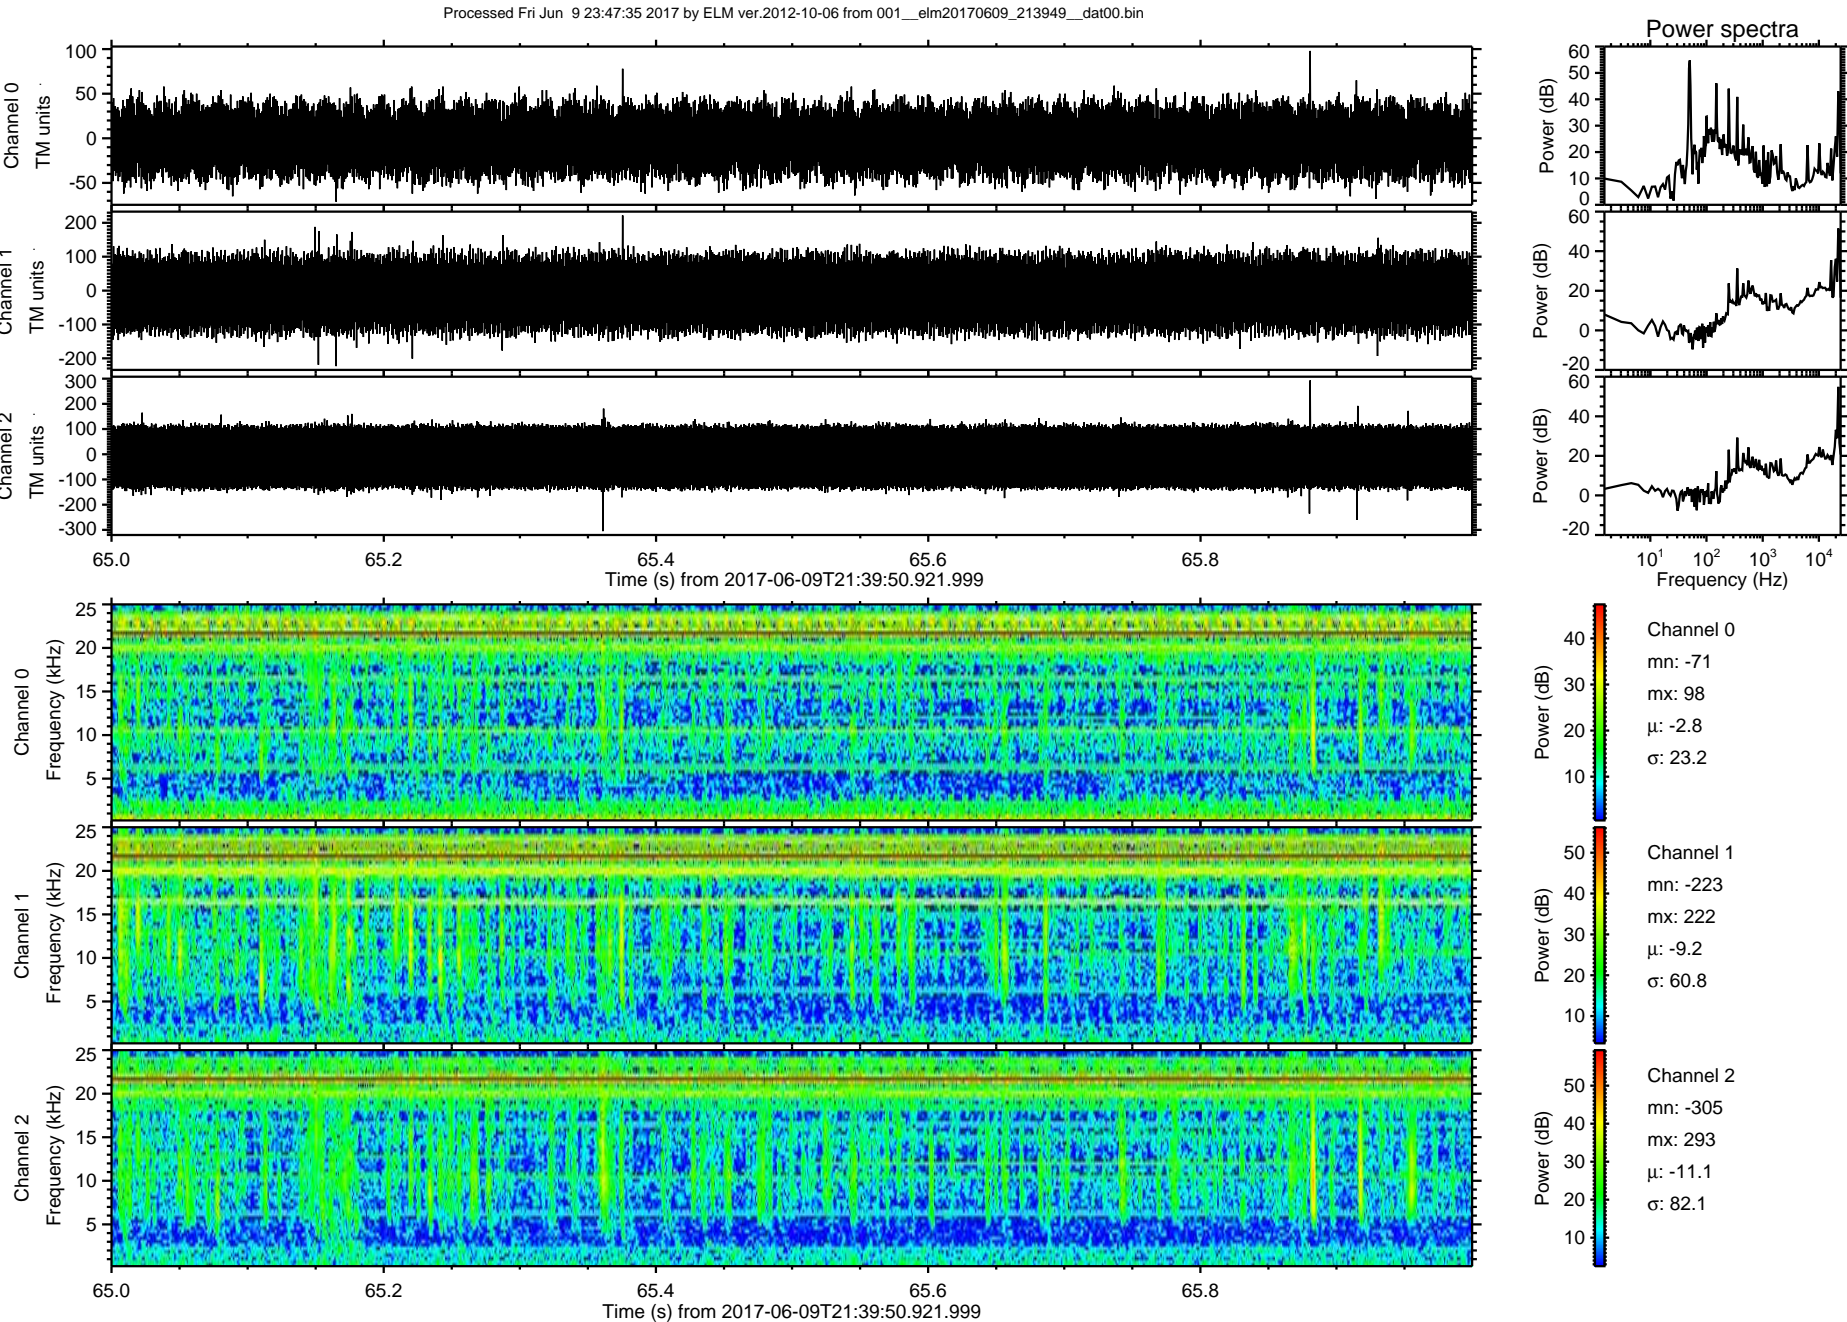 Processed Fri Jun 9 23:47:35 2017 by ELM ver.2012-10-06 from 001__elm20170609_213949__dat00.bin
Power spectra
Channel 0
TM units
100
50
0
-50
Power (dB)
60
50
40
30
20
10
0
Channel 1
TM units
200
100
0
-100
-200
Power (dB)
60
40
20
0
-20
Channel 2
TM units
300
200
100
0
-100
-200
-300
Power (dB)
60
40
20
0
-20
65.0 65.2 65.4 65.6 65.8
Time (s) from 2017-06-09T21:39:50.921.999
10^1 10^2 10^3 10^4
Frequency (Hz)
Channel 0
Frequency (kHz)
25
20
15
10
5
Power (dB)
40
30
20
10
Channel 0
mn: -71
mx: 98
μ: -2.8
σ: 23.2
Channel 1
Frequency (kHz)
25
20
15
10
5
Power (dB)
50
40
30
20
10
Channel 1
mn: -223
mx: 222
μ: -9.2
σ: 60.8
Channel 2
Frequency (kHz)
25
20
15
10
5
Power (dB)
50
40
30
20
10
Channel 2
mn: -305
mx: 293
μ: -11.1
σ: 82.1
65.0 65.2 65.4 65.6 65.8
Time (s) from 2017-06-09T21:39:50.921.999